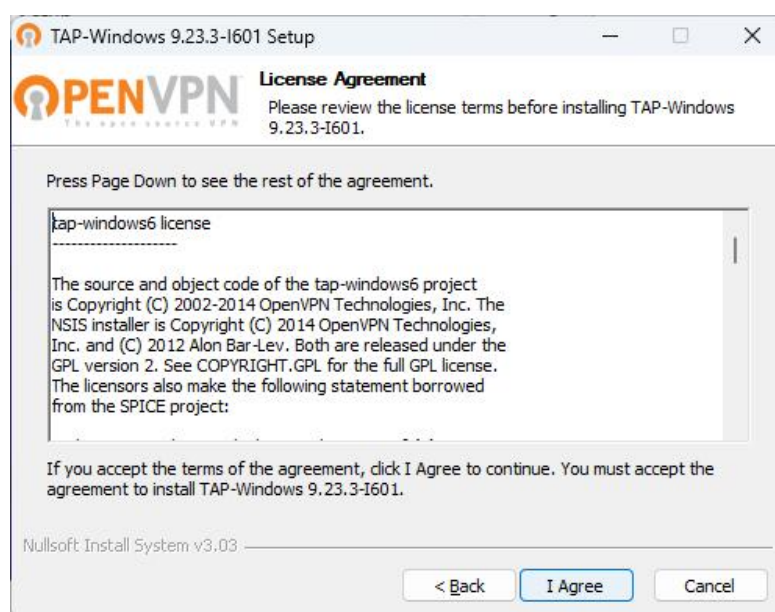 TAP-Windows 9.23.3-I601 Setup
OPENVPN
The open source VPN
License Agreement
Please review the license terms before installing TAP-Windows
9.23.3-I601.
Press Page Down to see the rest of the agreement.
tap-windows6 license
--------------------
The source and object code of the tap-windows6 project
is Copyright (C) 2002-2014 OpenVPN Technologies, Inc. The
NSIS installer is Copyright (C) 2014 OpenVPN Technologies,
Inc. and (C) 2012 Alon Bar-Lev. Both are released under the
GPL version 2. See COPYRIGHT.GPL for the full GPL license.
The licensors also make the following statement borrowed
from the SPICE project:
If you accept the terms of the agreement, click I Agree to continue. You must accept the
agreement to install TAP-Windows 9.23.3-I601.
Nullsoft Install System v3.03
< Back
I Agree
Cancel